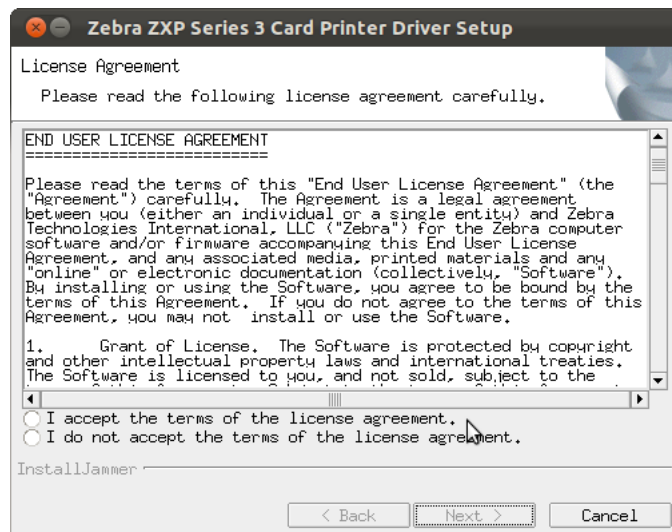 Zebra ZXP Series 3 Card Printer Driver Setup
License Agreement
Please read the following license agreement carefully.
END USER LICENSE AGREEMENT
==========================
Please read the terms of this "End User License Agreement" (the
"Agreement") carefully.  The Agreement is a legal agreement
between you (either an individual or a single entity) and Zebra
Technologies International, LLC ("Zebra") for the Zebra computer
software and/or firmware accompanying this End User License
Agreement, and any associated media, printed materials and any
"online" or electronic documentation (collectively, "Software").
By installing or using the Software, you agree to be bound by the
terms of this Agreement.  If you do not agree to the terms of this
Agreement, you may not  install or use the Software.
1.      Grant of License.  The Software is protected by copyright
and other intellectual property laws and international treaties.
The Software is licensed to you, and not sold, subject to the
I accept the terms of the license agreement.
I do not accept the terms of the license agreement.
InstallJammer
< Back
Next >
Cancel